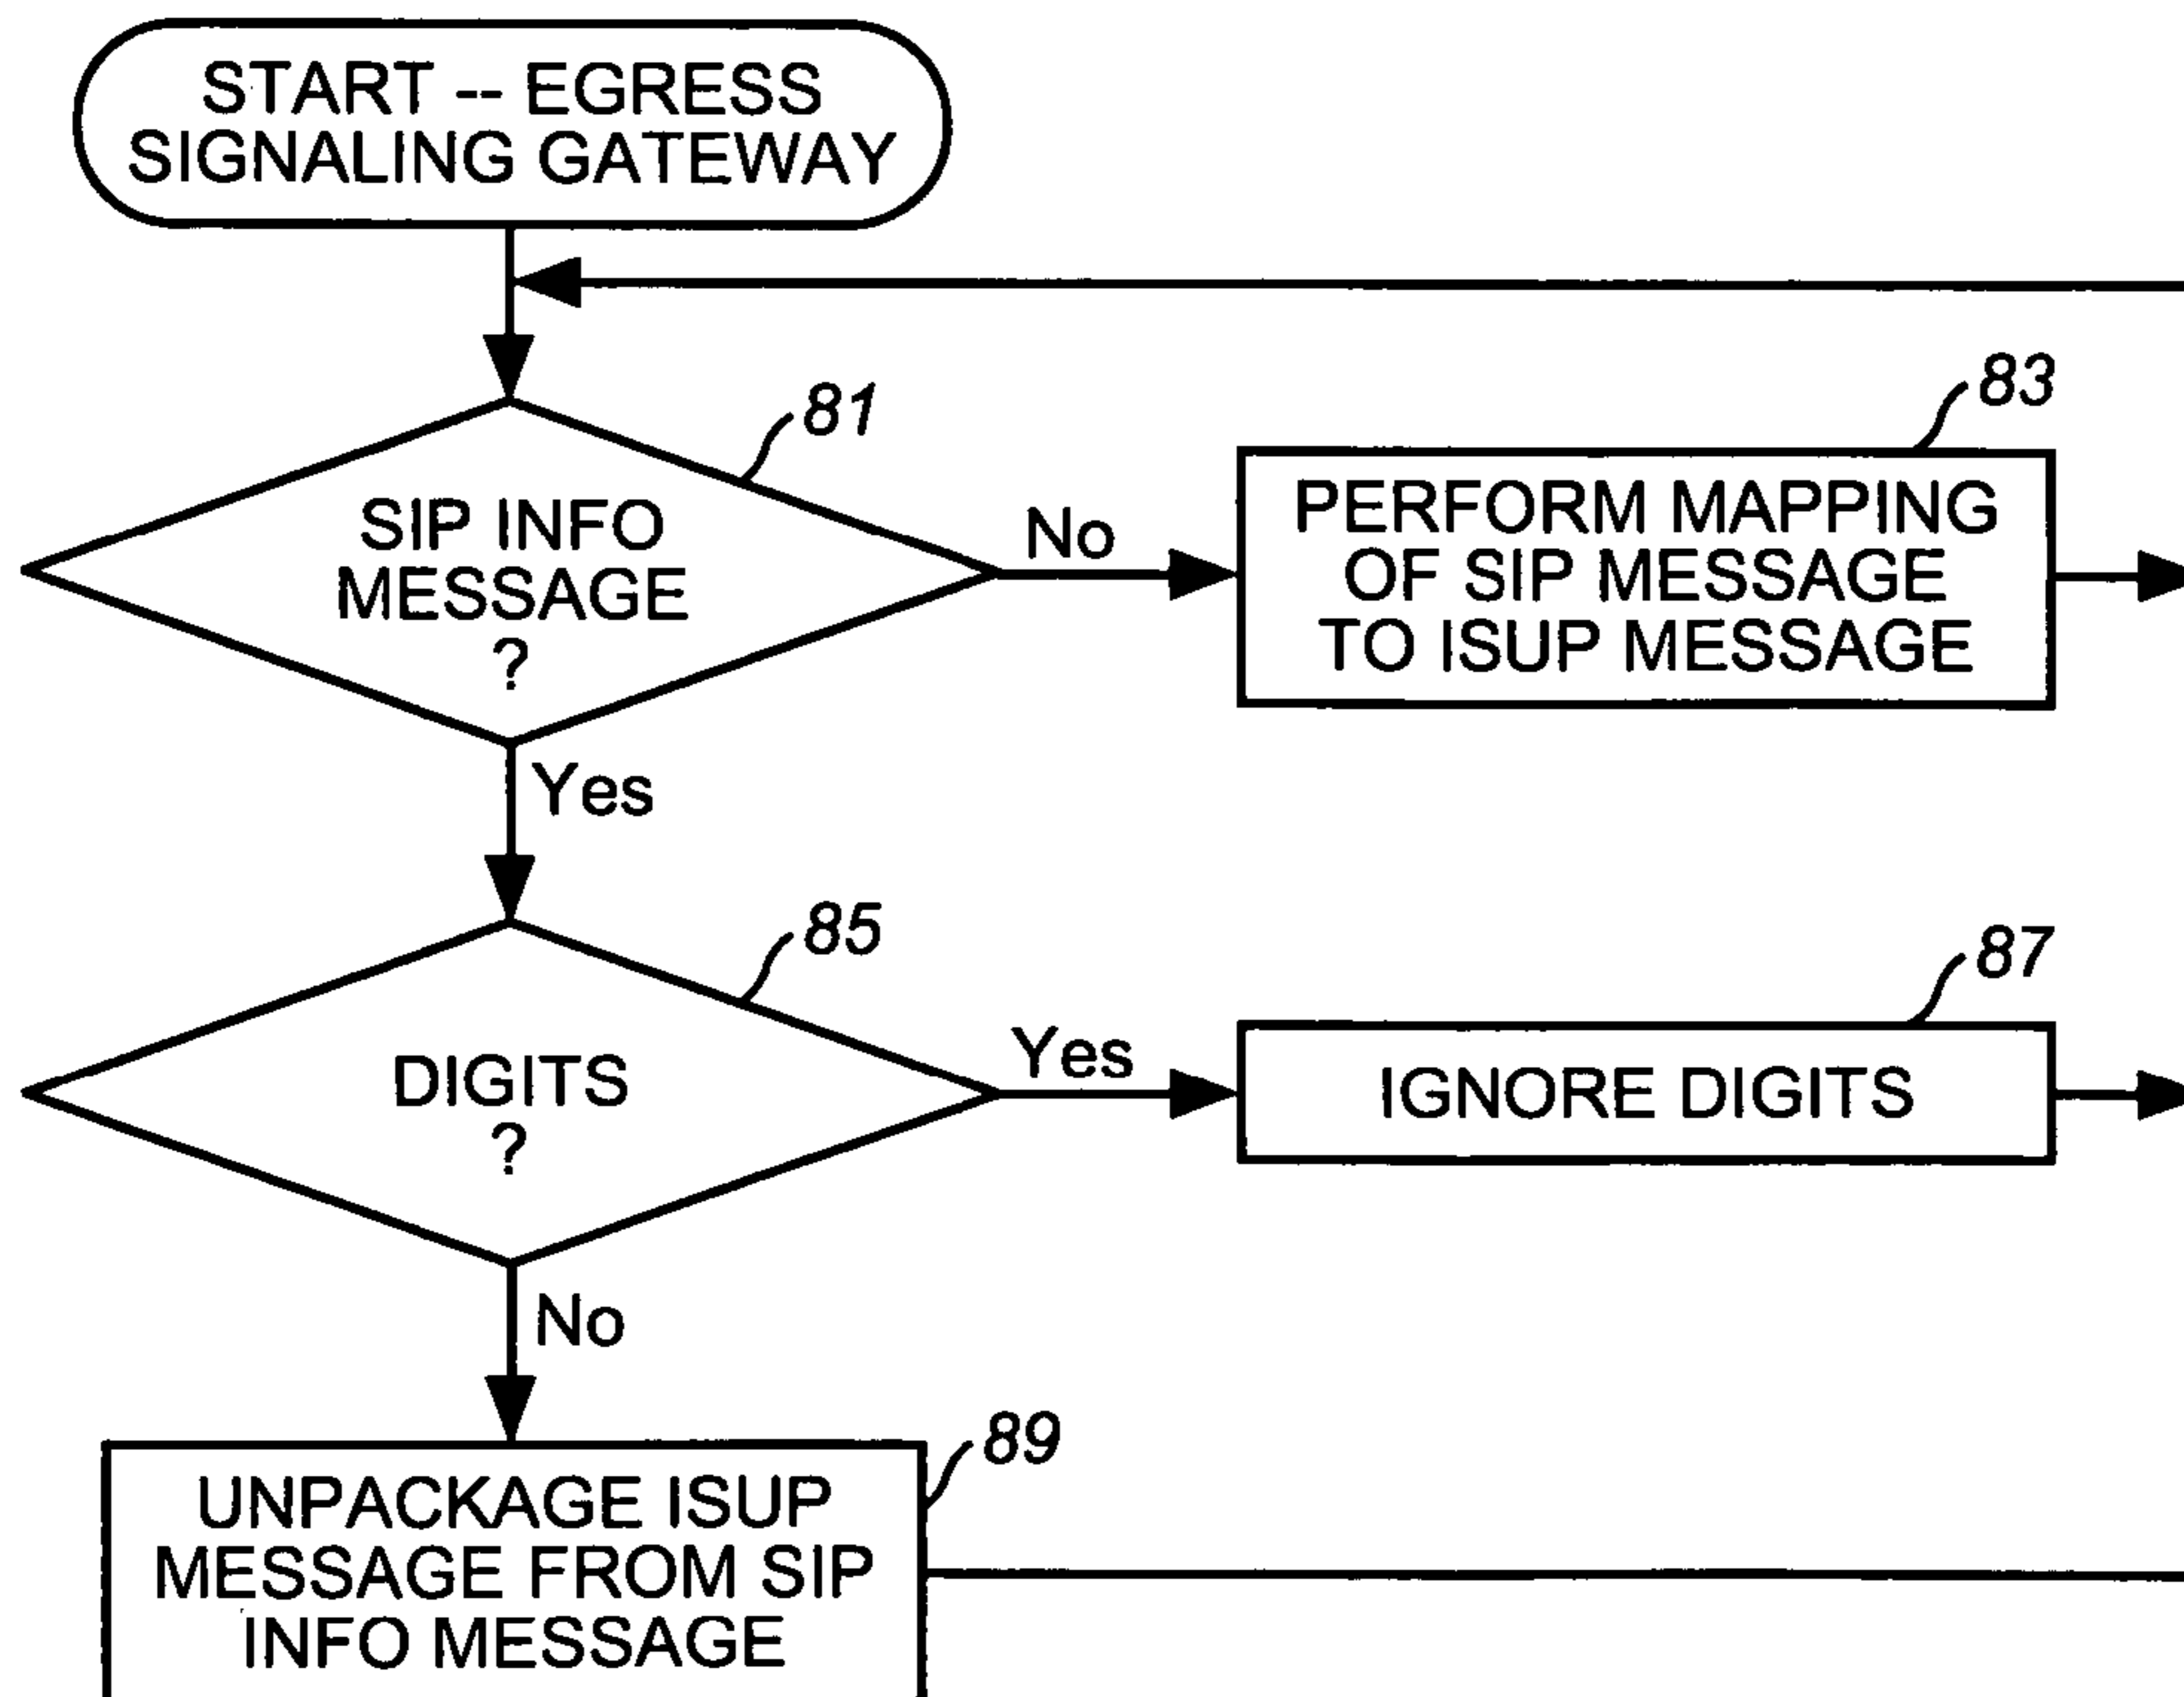 START -- EGRESS
SIGNALING GATEWAY
81
SIP INFO
MESSAGE
?
No
83
PERFORM MAPPING
OF SIP MESSAGE
TO ISUP MESSAGE
Yes
85
DIGITS
?
Yes
87
IGNORE DIGITS
No
89
UNPACKAGE ISUP
MESSAGE FROM SIP
INFO MESSAGE